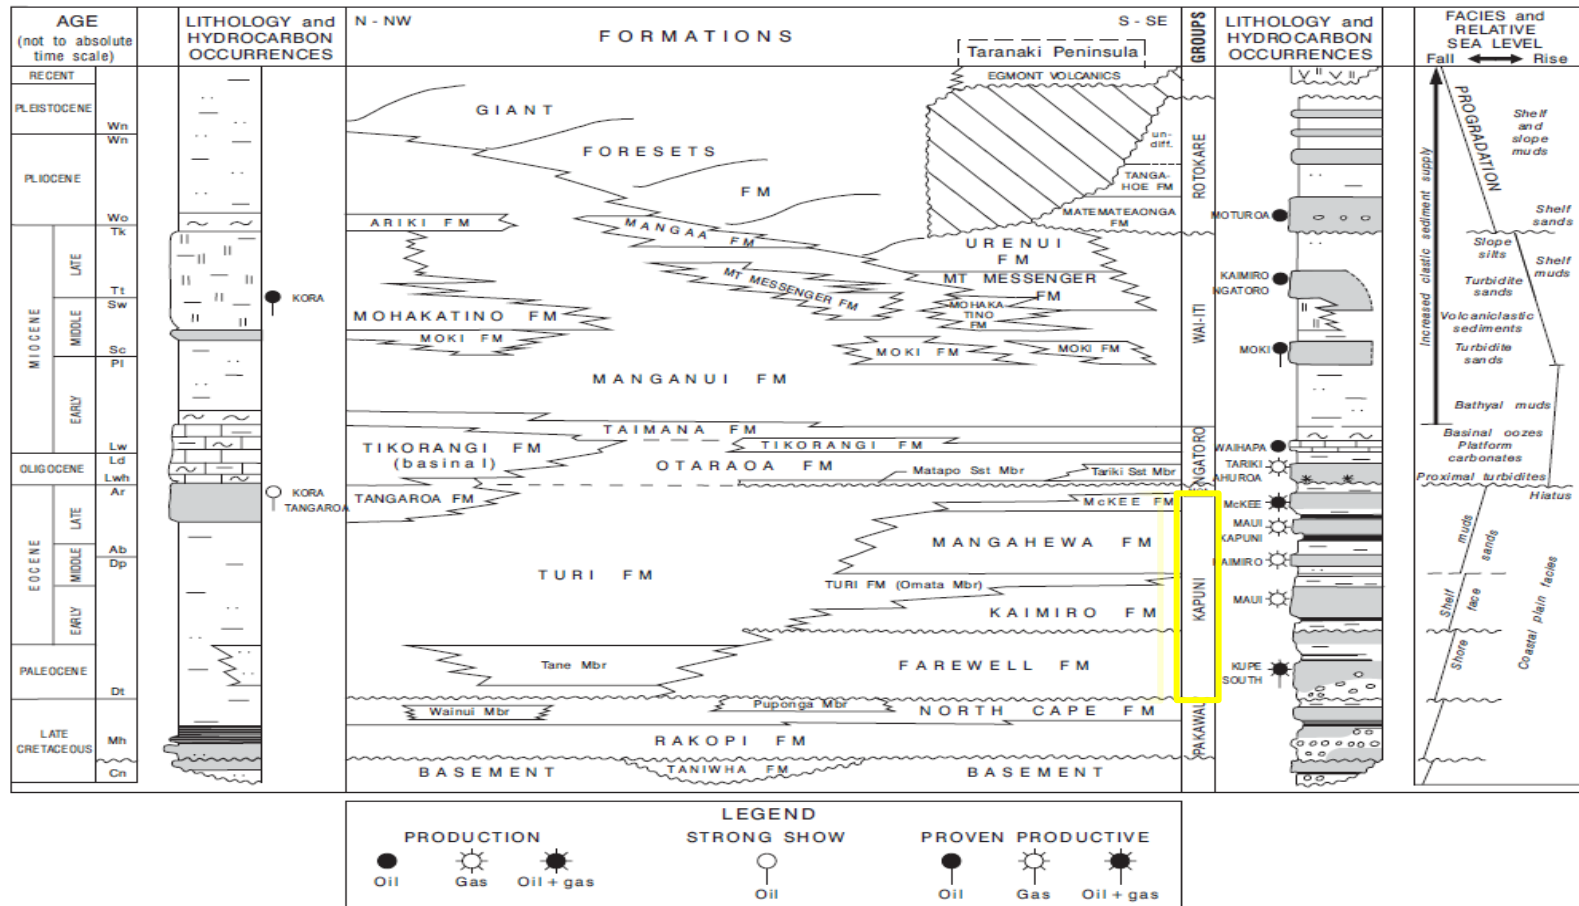 AGE
(not to absolute
time scale)
LITHOLOGY and
HYDROCARBON
OCCURRENCES
N - NW
FORMATIONS
S - SE
Taranaki Peninsula
GROUPS
LITHOLOGY and
HYDROCARBON
OCCURRENCES
FACIES and
RELATIVE
SEA LEVEL
Fall Rise
RECENT
PLEISTOCENE
Wn
Wn
PLIOCENE
Wo
Tk
MIOCENE
LATE
Tt
Sw
MIDDLE
Sc
Pl
EARLY
Lw
Ld
OLIGOCENE
Lwh
Ar
EOCENE
LATE
Ab
Dp
MIDDLE
EARLY
PALEOCENE
Dt
LATE
CRETACEOUS
Mh
Cn
KORA
KORA
TANGAROA
EGMONT VOLCANICS
GIANT
FORESETS
FM
un-
diff.
TANGA-
HOE FM
MATEMATEAONGA
FM
ARIKI FM
MANGAA FM
URENUI
FM
MT MESSENGER
FM
MT MESSENGER FM
MOHAKA-
TINO
FM
MOHAKATINO FM
MOKI FM
MOKI FM
MOKI FM
MANGANUI FM
TAIMANA FM
TIKORANGI FM
(basinal)
TIKORANGI FM
OTARAOA FM
Matapo Sst Mbr
Tariki Sst Mbr
TANGAROA FM
McKEE FM
MANGAHEWA FM
TURI FM
TURI FM (Omata Mbr)
KAIMIRO FM
Tane Mbr
FAREWELL FM
Wainui Mbr
Puponga Mbr
NORTH CAPE FM
RAKOPI FM
BASEMENT
TANIWHA FM
BASEMENT
ROTOKARE
WAI-ITI
NGATORO
KAPUNI
PAKAWAU
MOTUROA
KAIMIRO
NGATORO
MOKI
WAIHAPA
TARIKI
AHUROA
McKEE
MAUI
KAPUNI
KAIMIRO
MAUI
KUPE
SOUTH
Increased clastic sediment supply
PROGRADATION
Shelf
and
slope
muds
Shelf
sands
Slope
silts
Shelf
muds
Turbidite
sands
Volcaniclastic
sediments
Turbidite
sands
Bathyal muds
Basinal oozes
Platform
carbonates
Proximal turbidites
Hiatus
muds
sands
Shelf
face
Shore
Coastal plain facies
LEGEND
PRODUCTION
STRONG SHOW
PROVEN PRODUCTIVE
Oil
Gas
Oil + gas
Oil
Oil
Gas
Oil + gas